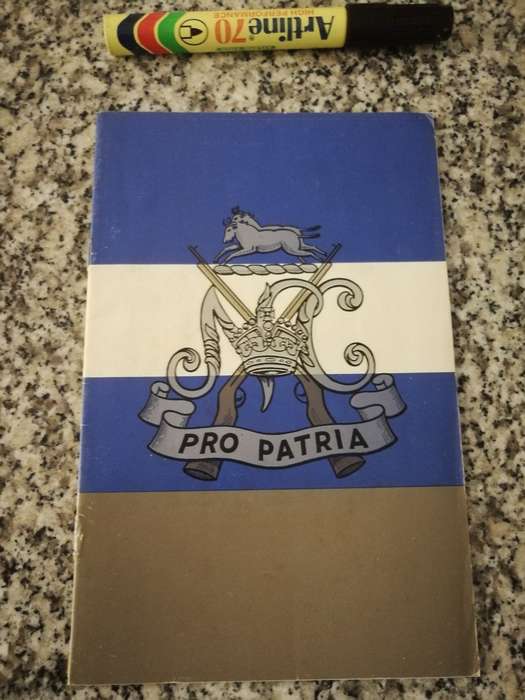 Artline 70
HIGH PERFORMANCE
PRO PATRIA